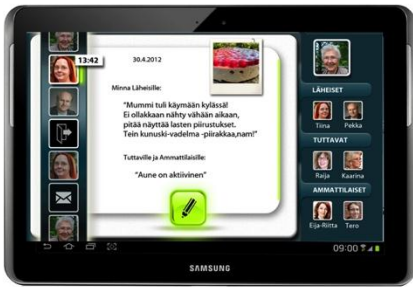 13:42
30.4.2012
Minna Läheisille:
"Mummi tuli käymään kylässä!
Ei ollakkaan nähty vähään aikaan,
pitää näyttää lasten piirustukset.
Tein kunuski-vadelma -piirakkaa,nam!"
Tuttaville ja Ammattilaisille:
"Aune on aktiivinen"
LÄHEISET
Tiina Pekka
TUTTAVAT
Raija Kaarina
AMMATTILAISET
Eija-Riitta Tero
09:00
SAMSUNG